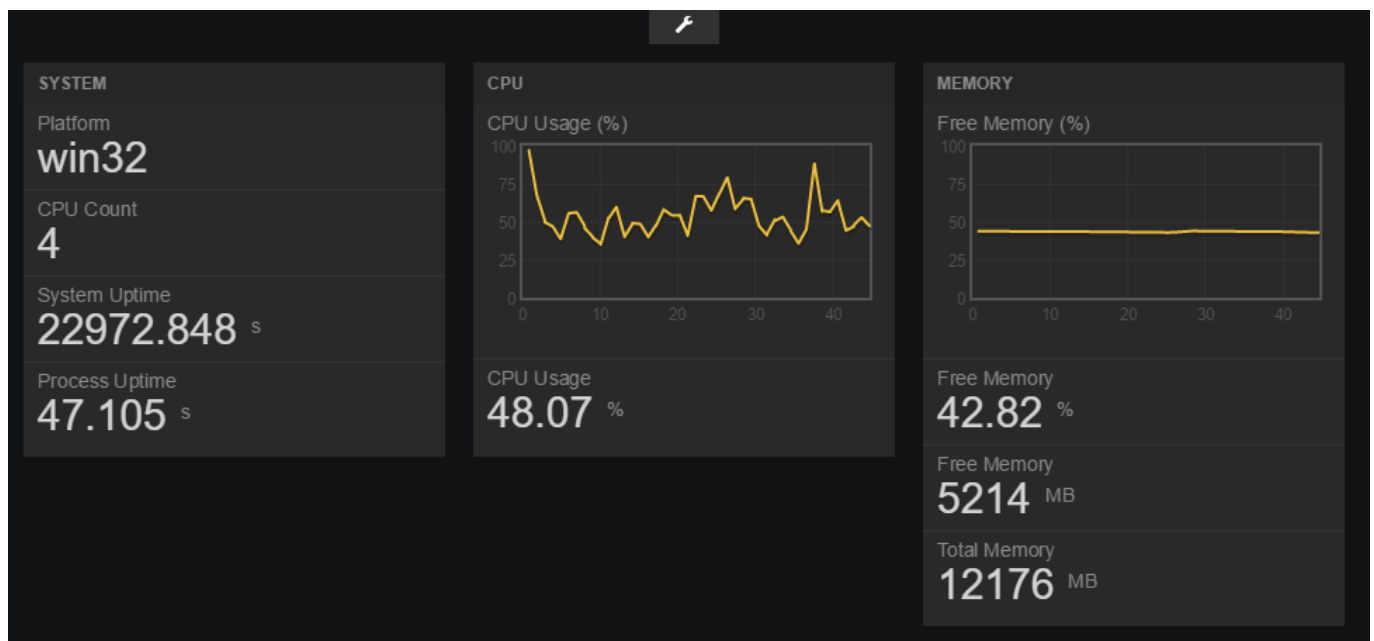 SYSTEM
Platform
win32
CPU Count
4
System Uptime
22972.848 s
Process Uptime
47.105 s
CPU
CPU Usage (%)
100
75
50
25
0
0 10 20 30 40
CPU Usage
48.07 %
MEMORY
Free Memory (%)
100
75
50
25
0
0 10 20 30 40
Free Memory
42.82 %
Free Memory
5214 MB
Total Memory
12176 MB